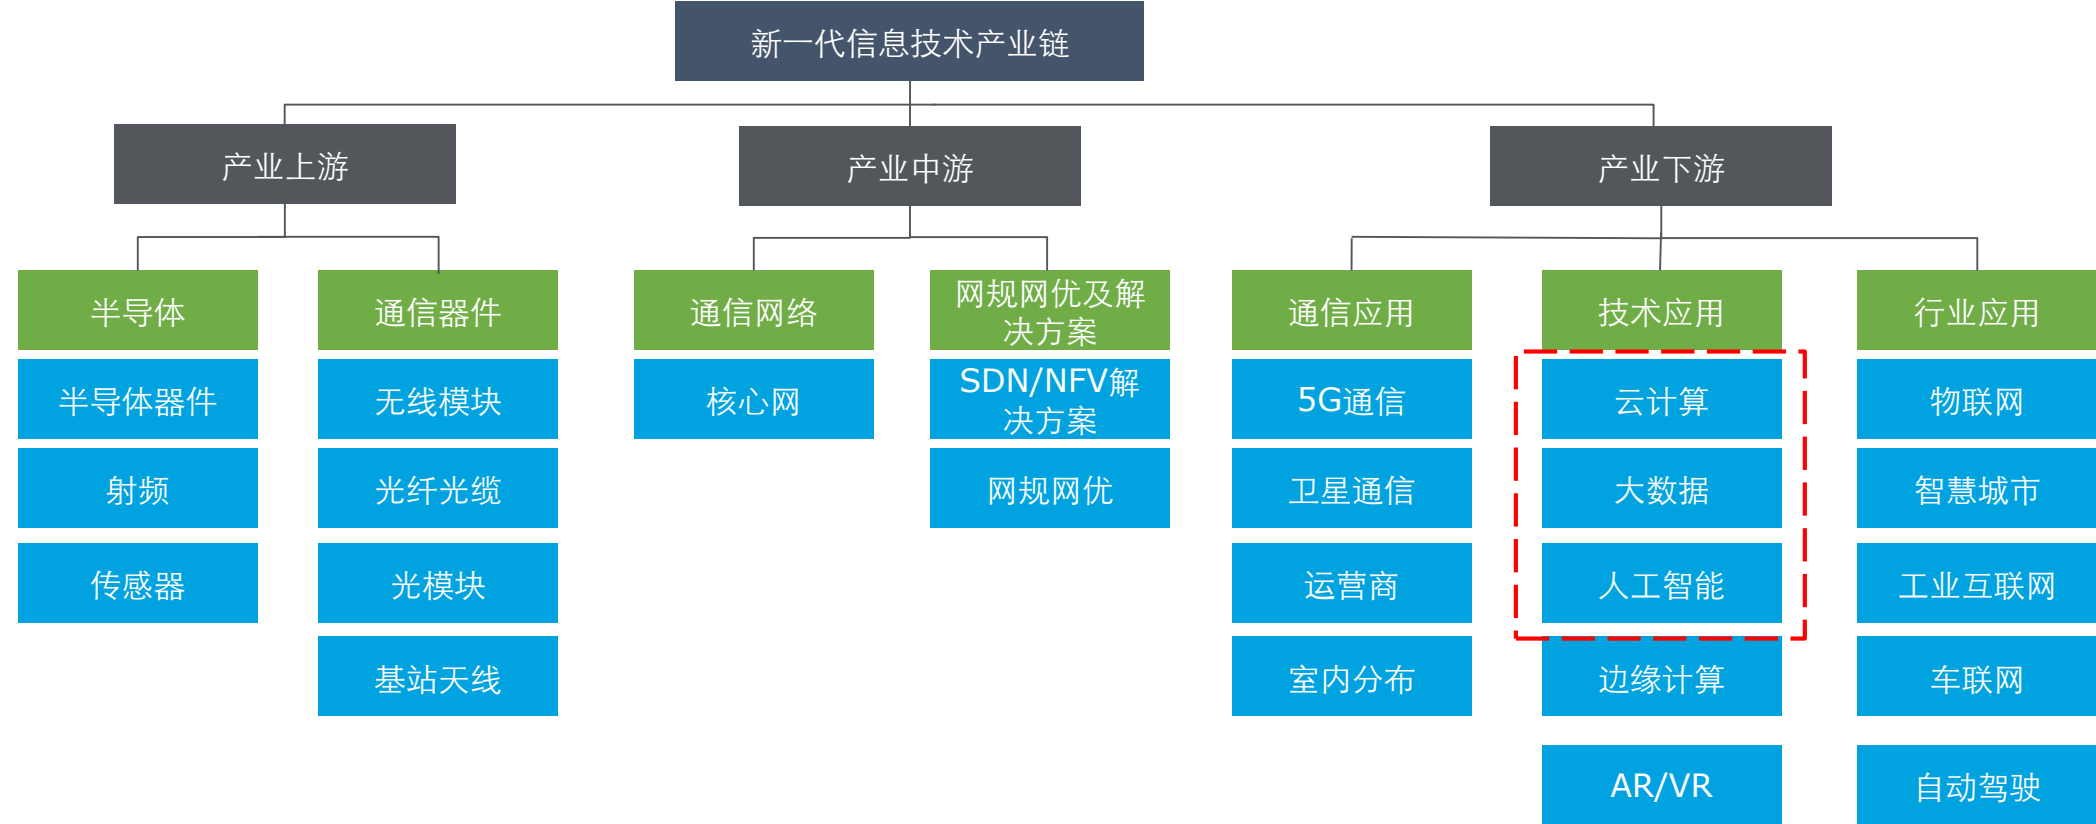 新一代信息技术产业链
产业上游
产业中游
产业下游
半导体
通信器件
通信网络
网规网优及解
决方案
通信应用
技术应用
行业应用
半导体器件
无线模块
核心网
SDN/NFV解
决方案
5G通信
云计算
物联网
射频
光纤光缆
网规网优
卫星通信
大数据
智慧城市
传感器
光模块
运营商
人工智能
工业互联网
基站天线
室内分布
边缘计算
车联网
AR/VR
自动驾驶